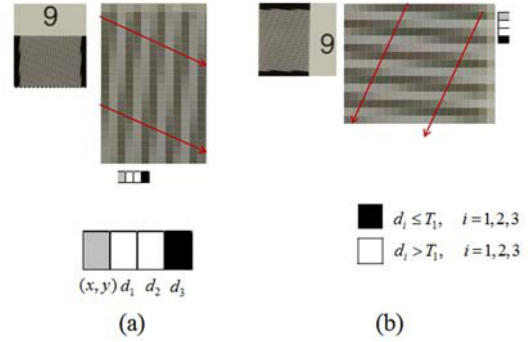 9
9
(x, y) d₁ d₂ d₃
dᵢ ≤ T₁, i = 1,2,3
dᵢ > T₁, i = 1,2,3
(a)
(b)